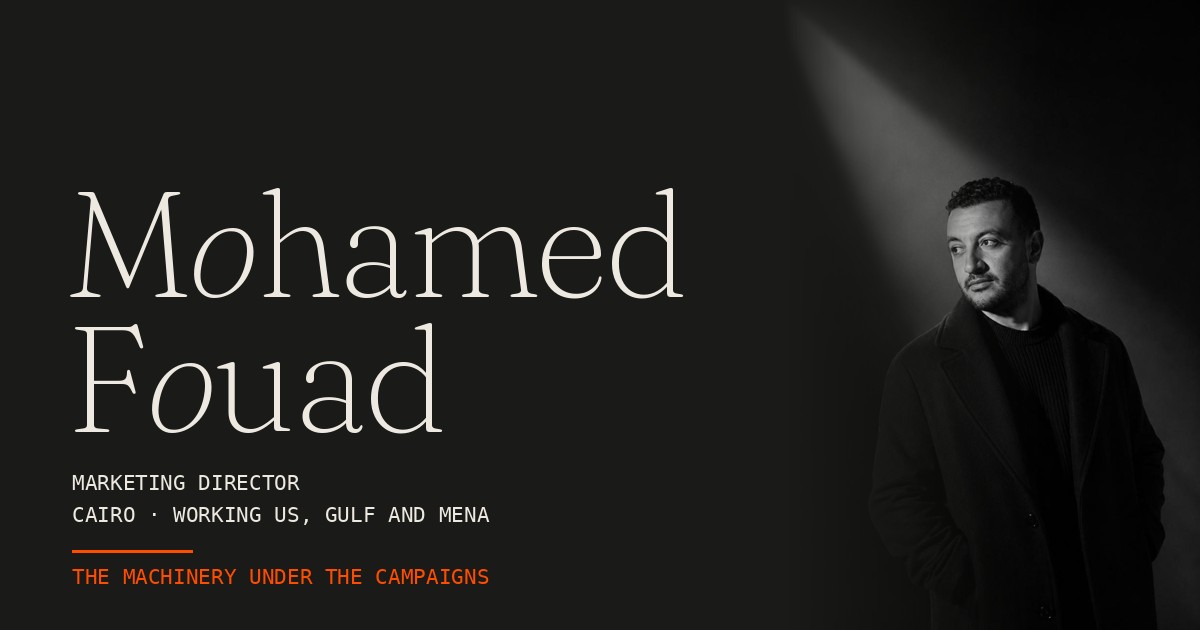 Mohamed
Fouad
MARKETING DIRECTOR
CAIRO · WORKING US, GULF AND MENA
THE MACHINERY UNDER THE CAMPAIGNS